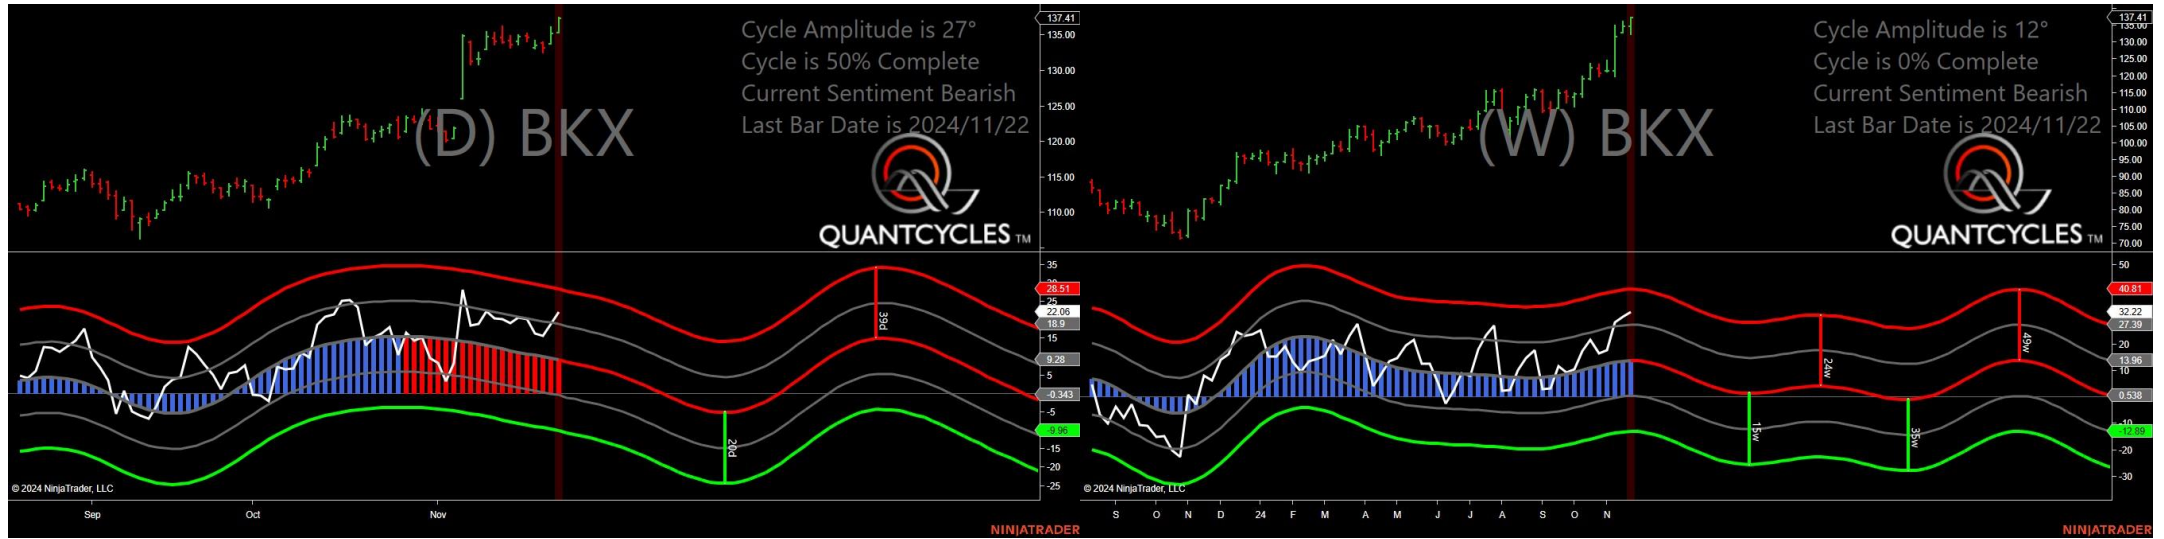 Cycle Amplitude is 27°
Cycle is 50% Complete
Current Sentiment Bearish
Last Bar Date is 2024/11/22
(D) BKX
QUANTCYCLES TM
137.41
135.00
130.00
125.00
120.00
115.00
110.00
35
28.51
25
22.06
18.9
15
9.28
5
-0.343
-5
-9.96
-15
-20
-25
39d
20d
© 2024 NinjaTrader, LLC
Sep Oct Nov
NINJATRADER
Cycle Amplitude is 12°
Cycle is 0% Complete
Current Sentiment Bearish
Last Bar Date is 2024/11/22
(W) BKX
QUANTCYCLES TM
137.41
135.00
130.00
125.00
120.00
115.00
110.00
105.00
100.00
95.00
90.00
85.00
80.00
75.00
70.00
50
40.81
32.22
27.39
20
13.96
10
0.538
-10
-12.89
-20
-30
24w
49w
15w
35w
© 2024 NinjaTrader, LLC
S O N D 24 F M A M J J A S O N
NINJATRADER